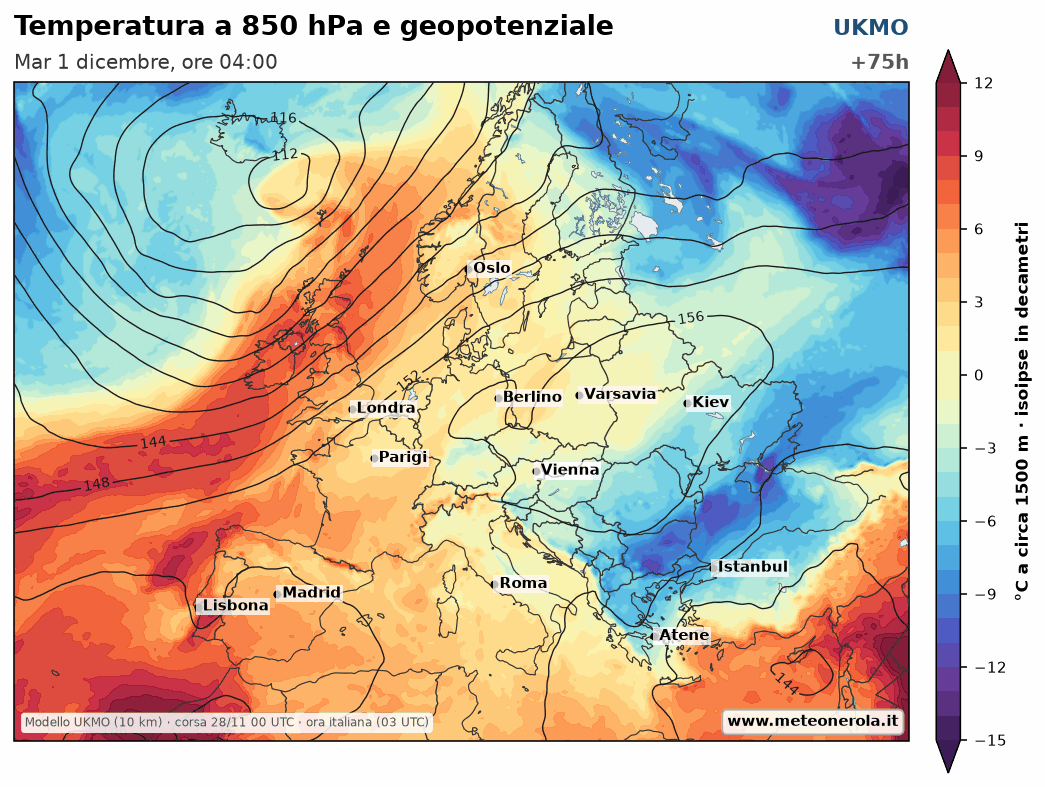 Temperatura a 850 hPa e geopotenziale
UKMO
Mar 1 dicembre, ore 04:00
+75h
116
112
Oslo
156
152
Berlino
Varsavia
Kiev
Londra
144
Parigi
Vienna
148
Istanbul
Roma
Madrid
Lisbona
Atene
144
Modello UKMO (10 km) · corsa 28/11 00 UTC · ora italiana (03 UTC)
www.meteonerola.it
12
9
6
3
0
−3
−6
−9
−12
−15
°C a circa 1500 m · isoipse in decametri